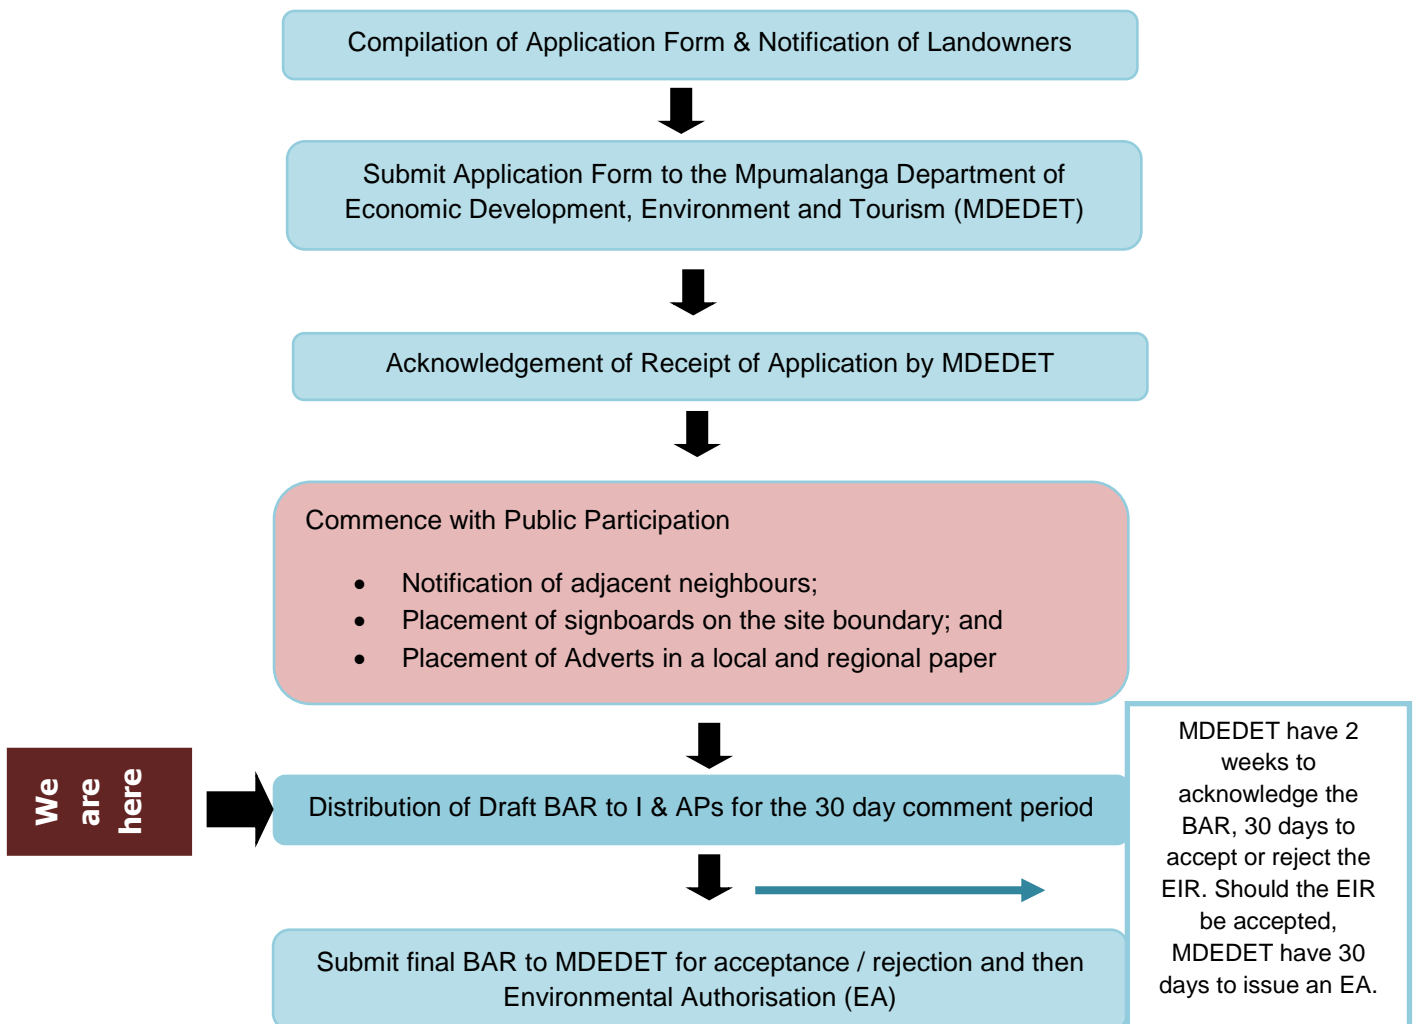 Compilation of Application Form & Notification of Landowners
Submit Application Form to the Mpumalanga Department of
Economic Development, Environment and Tourism (MDEDET)
Acknowledgement of Receipt of Application by MDEDET
Commence with Public Participation
• Notification of adjacent neighbours;
• Placement of signboards on the site boundary; and
• Placement of Adverts in a local and regional paper
We
are
here
Distribution of Draft BAR to I & APs for the 30 day comment period
MDEDET have 2
weeks to
acknowledge the
BAR, 30 days to
accept or reject the
EIR. Should the EIR
be accepted,
MDEDET have 30
days to issue an EA.
Submit final BAR to MDEDET for acceptance / rejection and then
Environmental Authorisation (EA)